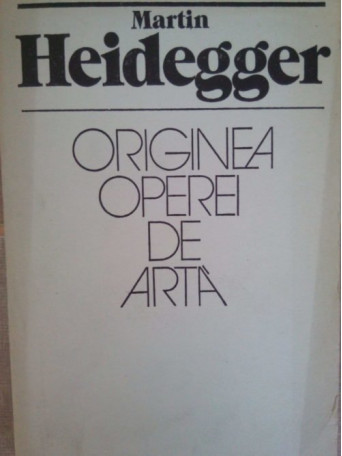 Martin
Heidegger
ORIGINEA
OPEREI
DE
ARTĂ